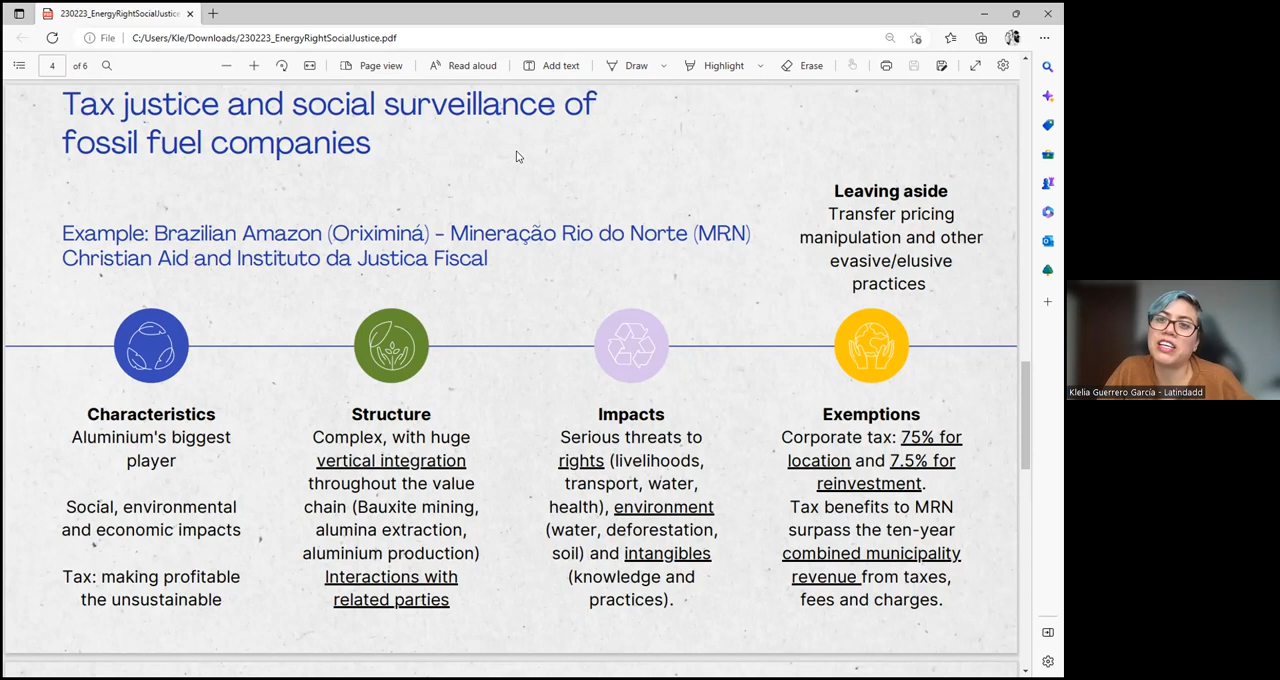 230223_EnergyRightSocialJustice
File
C:/Users/Kle/Downloads/230223_EnergyRightSocialJustice.pdf
4 of 6
Page view
Read aloud
Add text
Draw
Highlight
Erase
Tax justice and social surveillance of
fossil fuel companies
Example: Brazilian Amazon (Oriximiná) - Mineração Rio do Norte (MRN)
Christian Aid and Instituto da Justica Fiscal
Leaving aside
Transfer pricing
manipulation and other
evasive/elusive
practices
Characteristics
Aluminium's biggest
player
Social, environmental
and economic impacts
Tax: making profitable
the unsustainable
Structure
Complex, with huge
vertical integration
throughout the value
chain (Bauxite mining,
alumina extraction,
aluminium production)
Interactions with
related parties
Impacts
Serious threats to
rights (livelihoods,
transport, water,
health), environment
(water, deforestation,
soil) and intangibles
(knowledge and
practices).
Exemptions
Corporate tax: 75% for
location and 7.5% for
reinvestment.
Tax benefits to MRN
surpass the ten-year
combined municipality
revenue from taxes,
fees and charges.
Klelia Guerrero García - Latindadd